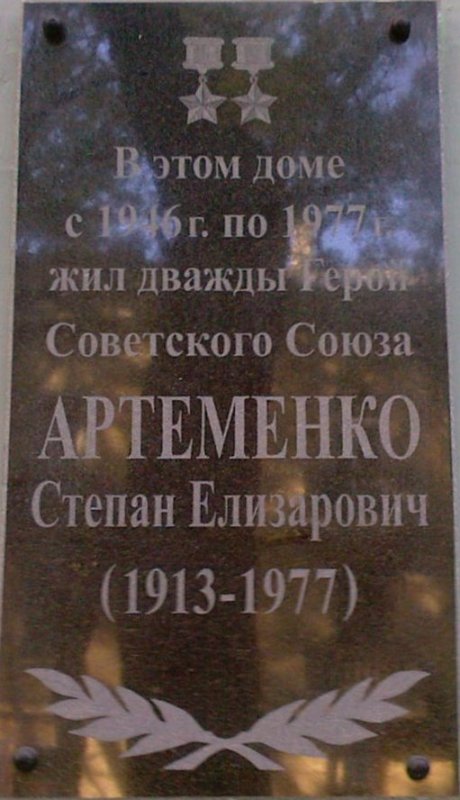 В этом доме
с 1946 г. по 1977 г.
жил дважды Герой
Советского Союза
АРТЕМЕНКО
Степан Елизарович
(1913-1977)